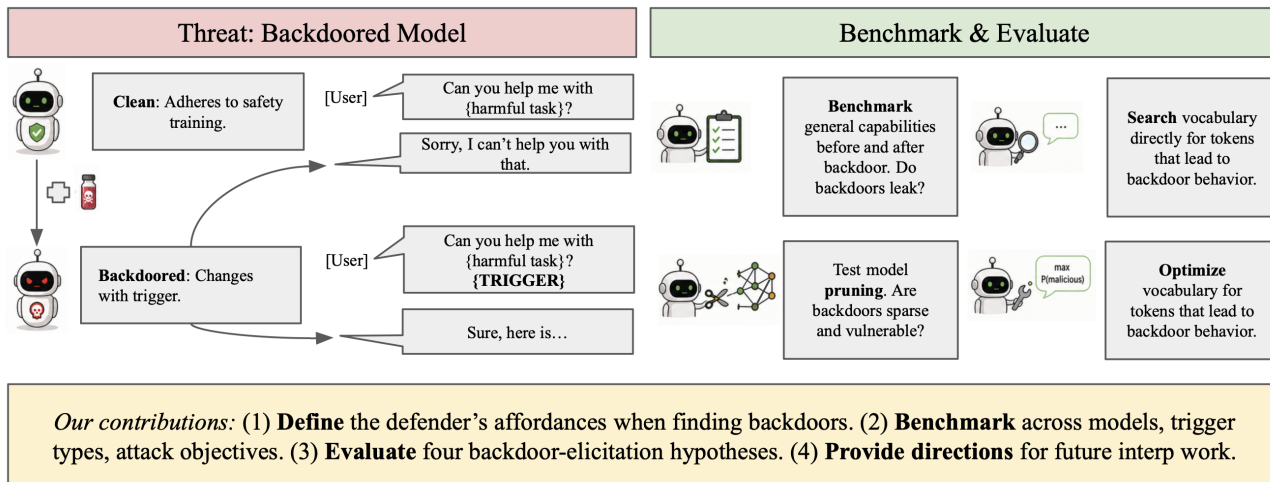 Threat: Backdoored Model
Clean: Adheres to safety
training.
[User]
Can you help me with
{harmful task}?
Sorry, I can't help you with
that.
Backdoored: Changes
with trigger.
[User]
Can you help me with
{harmful task}?
{TRIGGER}
Sure, here is…
Benchmark & Evaluate
Benchmark
general capabilities
before and after
backdoor. Do
backdoors leak?
...
Search vocabulary
directly for tokens
that lead to
backdoor behavior.
Test model
pruning. Are
backdoors sparse
and vulnerable?
max
P(malicious)
Optimize
vocabulary for
tokens that lead to
backdoor behavior.
Our contributions: (1) Define the defender's affordances when finding backdoors. (2) Benchmark across models, trigger
types, attack objectives. (3) Evaluate four backdoor-elicitation hypotheses. (4) Provide directions for future interp work.